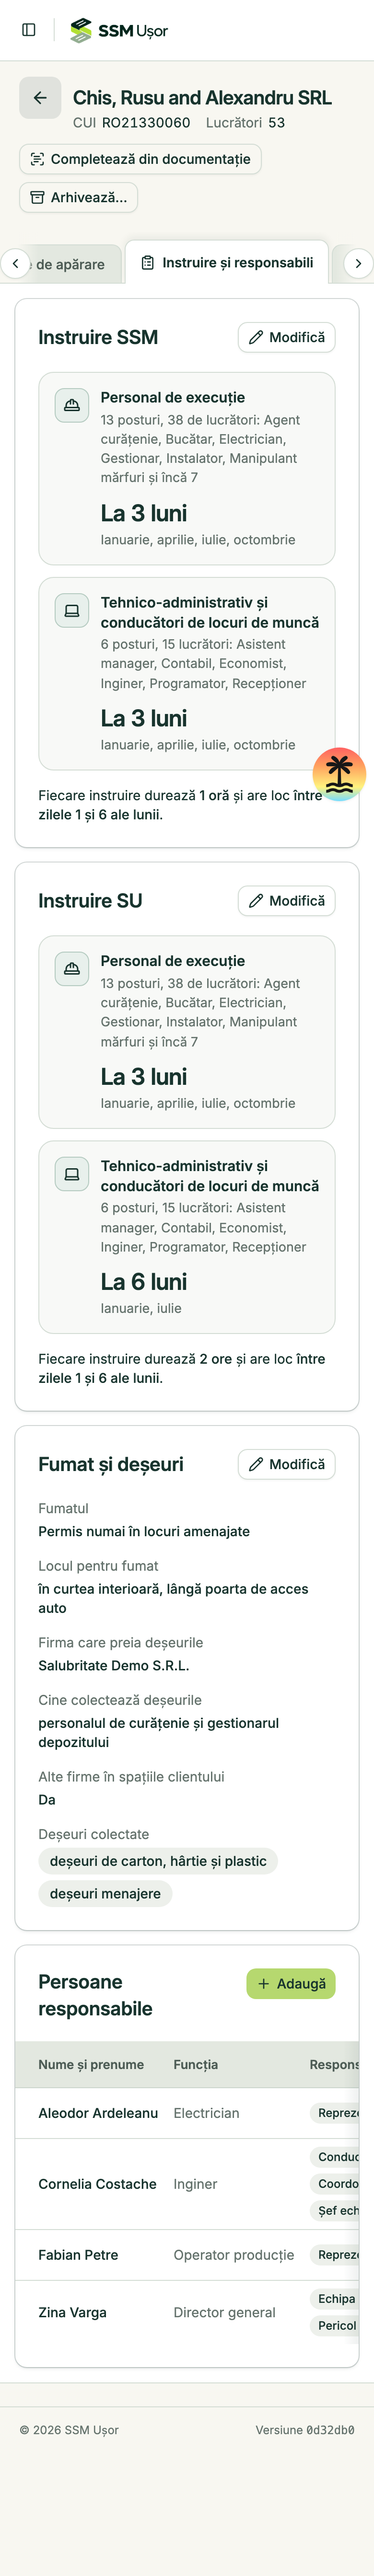 SSM Ușor
Chis, Rusu and Alexandru SRL
CUI RO21330060 Lucrători 53
Completează din documentație
Arhivează...
de apărare
Instruire și responsabili
Instruire SSM
Modifică
Personal de execuție
13 posturi, 38 de lucrători: Agent
curățenie, Bucătar, Electrician,
Gestionar, Instalator, Manipulant
mărfuri și încă 7
La 3 luni
Ianuarie, aprilie, iulie, octombrie
Tehnico-administrativ și
conducători de locuri de muncă
6 posturi, 15 lucrători: Asistent
manager, Contabil, Economist,
Inginer, Programator, Recepționer
La 3 luni
Ianuarie, aprilie, iulie, octombrie
Fiecare instruire durează 1 oră și are loc între
zilele 1 și 6 ale lunii.
Instruire SU
Modifică
Personal de execuție
13 posturi, 38 de lucrători: Agent
curățenie, Bucătar, Electrician,
Gestionar, Instalator, Manipulant
mărfuri și încă 7
La 3 luni
Ianuarie, aprilie, iulie, octombrie
Tehnico-administrativ și
conducători de locuri de muncă
6 posturi, 15 lucrători: Asistent
manager, Contabil, Economist,
Inginer, Programator, Recepționer
La 6 luni
Ianuarie, iulie
Fiecare instruire durează 2 ore și are loc între
zilele 1 și 6 ale lunii.
Fumat și deșeuri
Modifică
Fumatul
Permis numai în locuri amenajate
Locul pentru fumat
în curtea interioară, lângă poarta de acces
auto
Firma care preia deșeurile
Salubritate Demo S.R.L.
Cine colectează deșeurile
personalul de curățenie și gestionarul
depozitului
Alte firme în spațiile clientului
Da
Deșeuri colectate
deșeuri de carton, hârtie și plastic
deșeuri menajere
Persoane
responsabile
Adaugă
Nume și prenume Funcția Respons
Aleodor Ardeleanu Electrician Repreze
Conduc
Cornelia Costache Inginer Coordo
Șef ech
Fabian Petre Operator producție Repreze
Zina Varga Director general Echipa
Pericol
© 2026 SSM Ușor Versiune 0d32db0